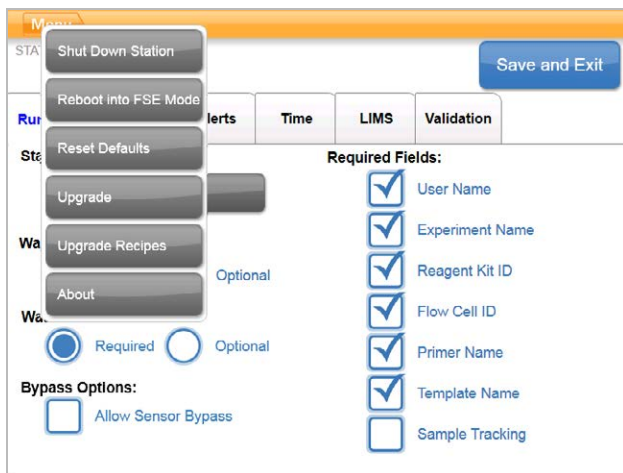 Menu
STA
Shut Down Station
Save and Exit
Reboot into FSE Mode
Run
lerts
Time
LIMS
Validation
Reset Defaults
Sta
Required Fields:
User Name
Upgrade
Experiment Name
Wa
Upgrade Recipes
Reagent Kit ID
Optional
About
Flow Cell ID
Wa
Required
Optional
Primer Name
Bypass Options:
Template Name
Allow Sensor Bypass
Sample Tracking